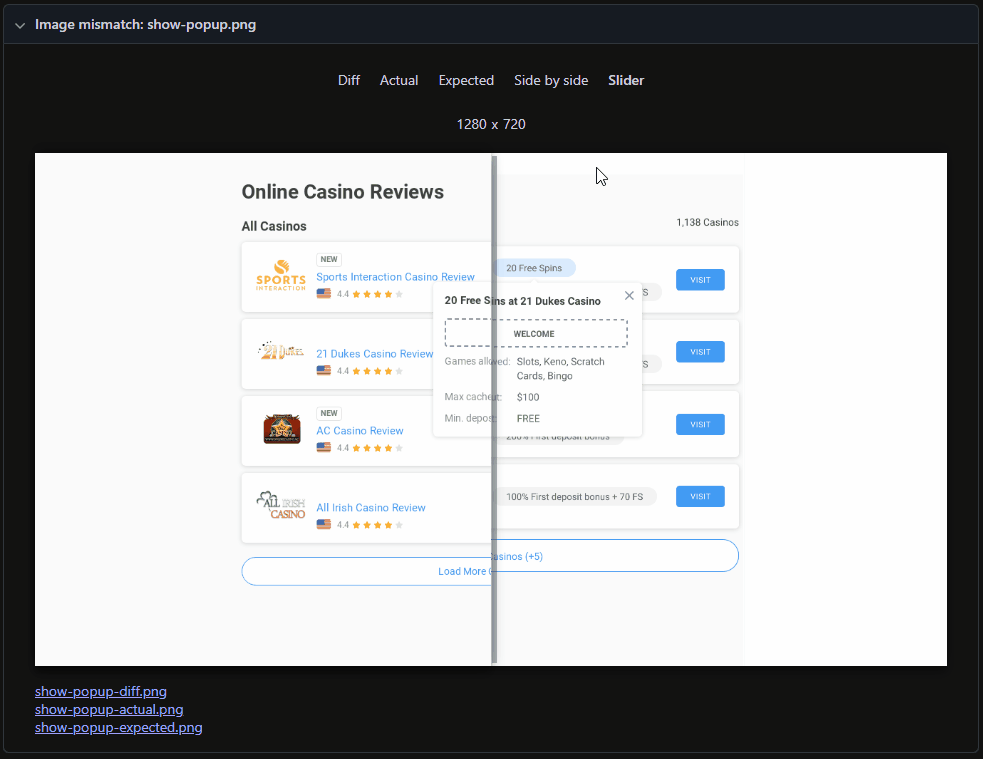 Image mismatch: show-popup.png
Diff Actual Expected Side by side Slider
1280 x 720
Online Casino Reviews
All Casinos
1,138 Casinos
SPORTS
INTERACTION
NEW
Sports Interaction Casino Review
4.4
20 Free Spins
S
VISIT
20 Free Spins at 21 Dukes Casino
WELCOME
Games allowed: Slots, Keno, Scratch
Cards, Bingo
Max cachout: $100
Min. deposit: FREE
21 DUKES
21 Dukes Casino Review
4.4
S
VISIT
NEW
AC Casino Review
4.4
200% First deposit bonus
VISIT
ALL IRISH
CASINO
All Irish Casino Review
4.4
100% First deposit bonus + 70 FS
VISIT
Load More
Casinos (+5)
show-popup-diff.png
show-popup-actual.png
show-popup-expected.png